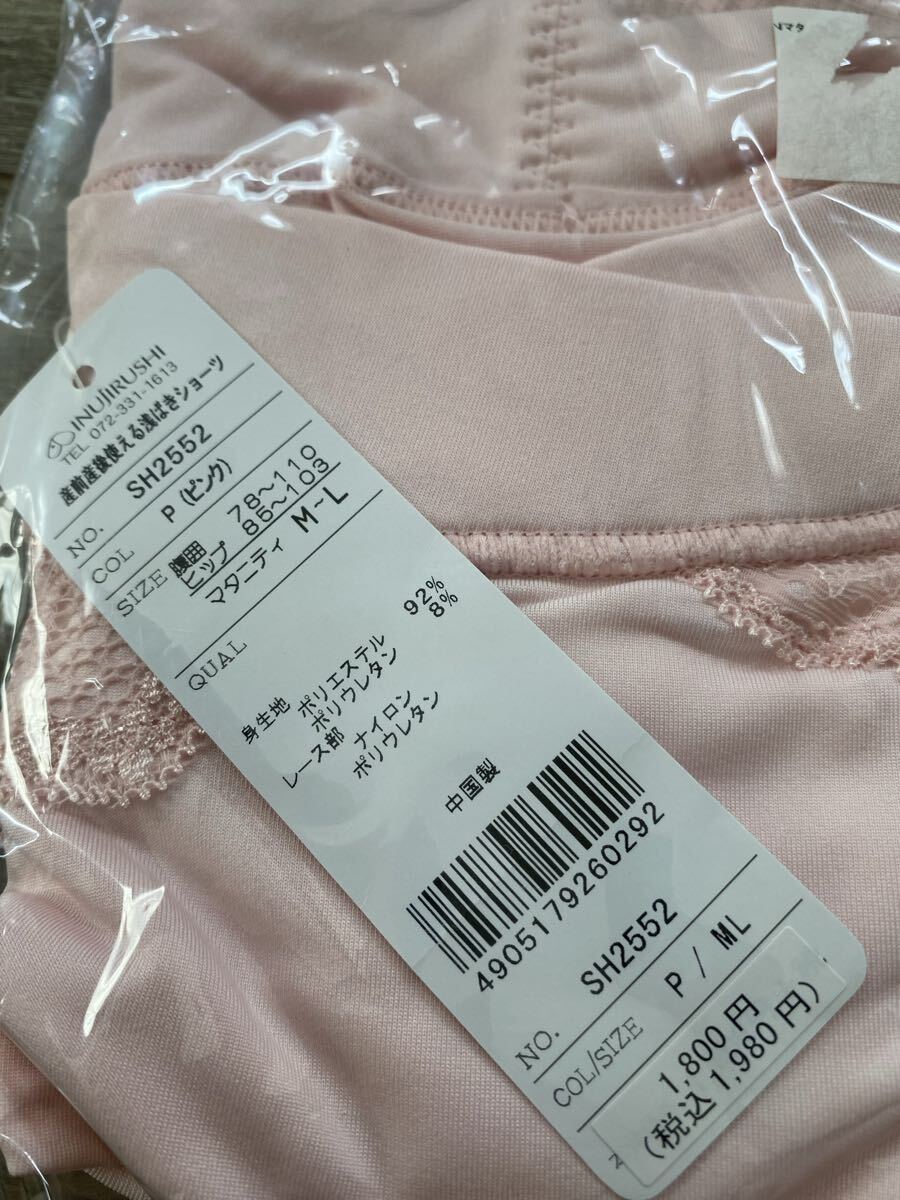 INUJIRUSHI
TEL 072-331-1613
産前産後使える浅ばきショーツ
NO. SH2552
COL P(ピンク)
SIZE 腰囲 78~110
ヒップ 85~103
マタニティ M~L
QUAL
身生地 ポリエステル 92%
ポリウレタン 8%
レース部 ナイロン
ポリウレタン
中国製
4905179260292
NO. SH2552
COL/SIZE P / ML
1,800円
(税込1,980円)
マタ